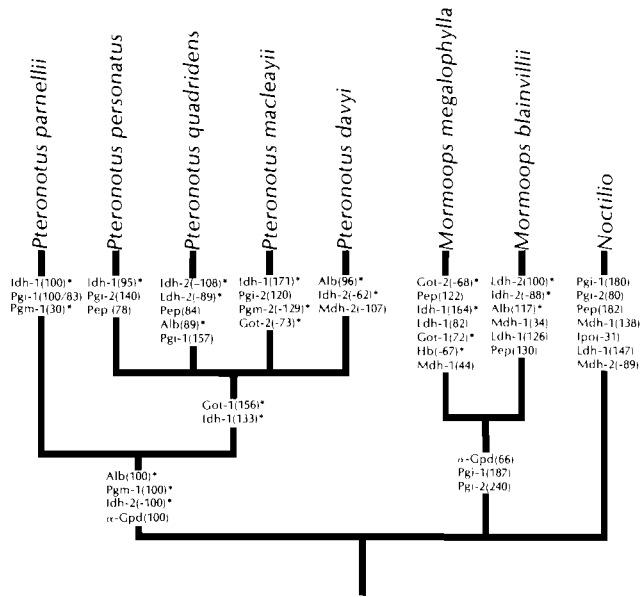 Pteronotus parnellii
Pteronotus personatus
Pteronotus quadridens
Pteronotus macleayii
Pteronotus davyi
Mormoops megalophylla
Mormoops blainvillii
Noctilio
Idh-1(100)*
Pgi-1(100/83)
Pgm-1(30)*
Idh-1(95)*
Pgi-2(140)
Pep (78)
Idh-2(-108)*
Ldh-2(-89)*
Pep(84)
Alb(89)*
Pgi-1(157)
Idh-1(171)*
Pgi-2(120)
Pgm-2(-129)*
Got-2(-73)*
Alb(96)*
Idh-2(-62)*
Mdh-2(-107)
Got-2(-68)*
Pep(122)
Idh-1(164)*
Ldh-1(82)
Got-1(72)*
Hb(-67)*
Mdh-1(44)
Ldh-2(100)*
Idh-2(-88)*
Alb(117)*
Mdh-1(34)
Ldh-1(126)
Pep(130)
Pgi-1(180)
Pgi-2(80)
Pep(182)
Mdh-1(138)
Ipo(-31)
Ldh-1(147)
Mdh-2(-89)
Got-1(156)*
Idh-1(133)*
α-Gpd(66)
Pgi-1(187)
Pgi-2(240)
Alb(100)*
Pgm-1(100)*
Idh-2(-100)*
α-Gpd(100)